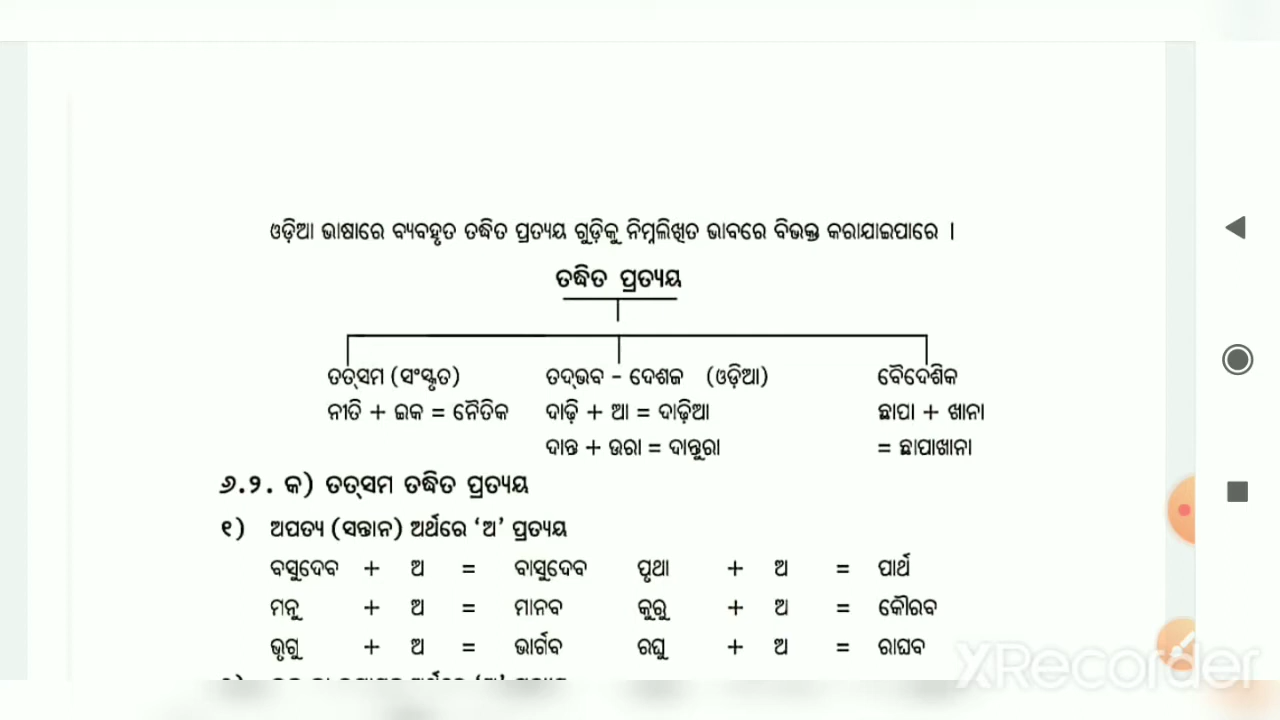 ଓଡ଼ିଆ ଭାଷାରେ ବ୍ୟବହୃତ ତଦ୍ଧିତ ପ୍ରତ୍ୟୟ ଗୁଡ଼ିକୁ ନିମ୍ନଲିଖିତ ଭାବରେ ବିଭକ୍ତ କରାଯାଇପାରେ ।
ତଦ୍ଧିତ ପ୍ରତ୍ୟୟ
ତତ୍ସମ (ସଂସ୍କୃତ) ତଦ୍‌ଭବ - ଦେଶଜ (ଓଡ଼ିଆ) ବୈଦେଶିକ
ନୀତି + ଇକ = ନୈତିକ ଦାଢ଼ି + ଆ = ଦାଢ଼ିଆ ଛାପା + ଖାନା
ଦାନ୍ତ + ଉରା = ଦାନ୍ତୁରା = ଛାପାଖାନା
୬.୨. କ) ତତ୍ସମ ତଦ୍ଧିତ ପ୍ରତ୍ୟୟ
୧) ଅପତ୍ୟ (ସନ୍ତାନ) ଅର୍ଥରେ ‘ଅ’ ପ୍ରତ୍ୟୟ
ବସୁଦେବ + ଅ = ବାସୁଦେବ ପୃଥା + ଅ = ପାର୍ଥ
ମନୁ + ଅ = ମାନବ କୁରୁ + ଅ = କୌରବ
ଭୃଗୁ + ଅ = ଭାର୍ଗବ ରଘୁ + ଅ = ରାଘବ
XRecorder